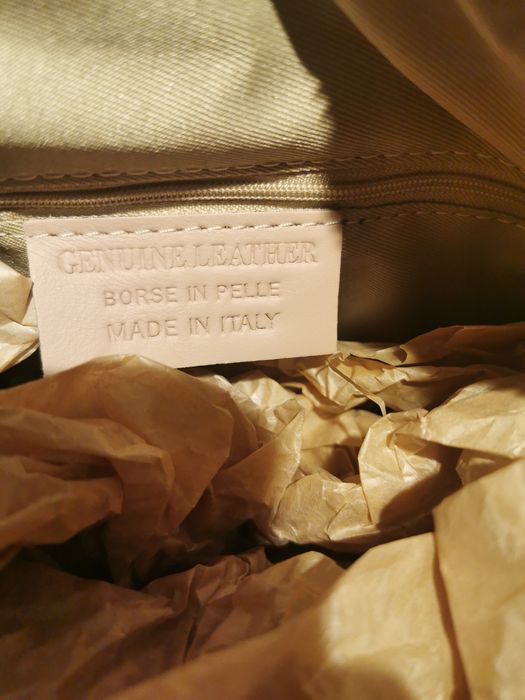 GENUINE LEATHER
BORSE IN PELLE
MADE IN ITALY